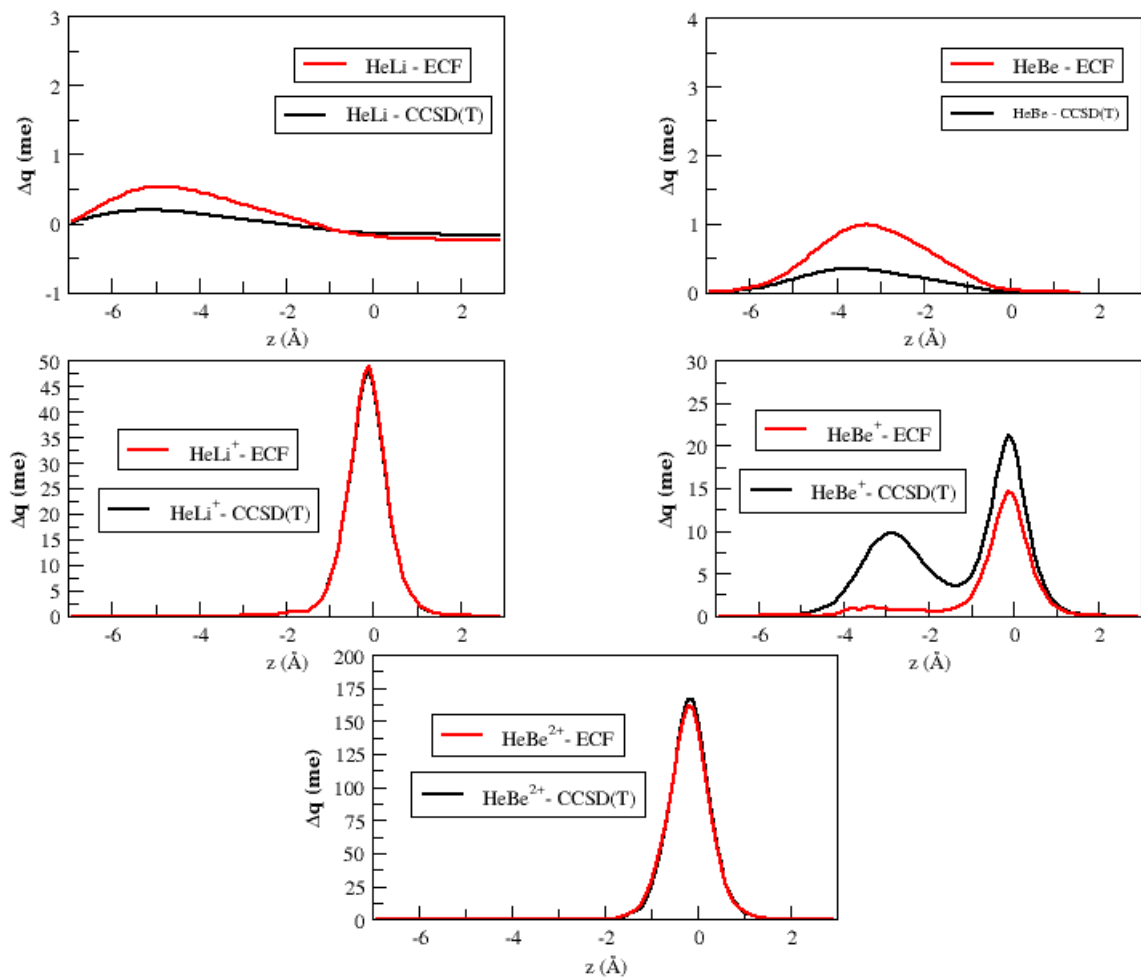 3
2
1
0
-1
Δq (me)
HeLi - ECF
HeLi - CCSD(T)
-6 -4 -2 0 2
z (Å)
4
3
2
1
0
Δq (me)
HeBe - ECF
HeBe - CCSD(T)
-6 -4 -2 0 2
z (Å)
50
45
40
35
30
25
20
15
10
5
0
Δq (me)
HeLi⁺- ECF
HeLi⁺- CCSD(T)
-6 -4 -2 0 2
z (Å)
30
25
20
15
10
5
0
Δq (me)
HeBe⁺- ECF
HeBe⁺- CCSD(T)
-6 -4 -2 0 2
z (Å)
200
175
150
125
100
75
50
25
0
Δq (me)
HeBe²⁺- ECF
HeBe²⁺- CCSD(T)
-6 -4 -2 0 2
z (Å)